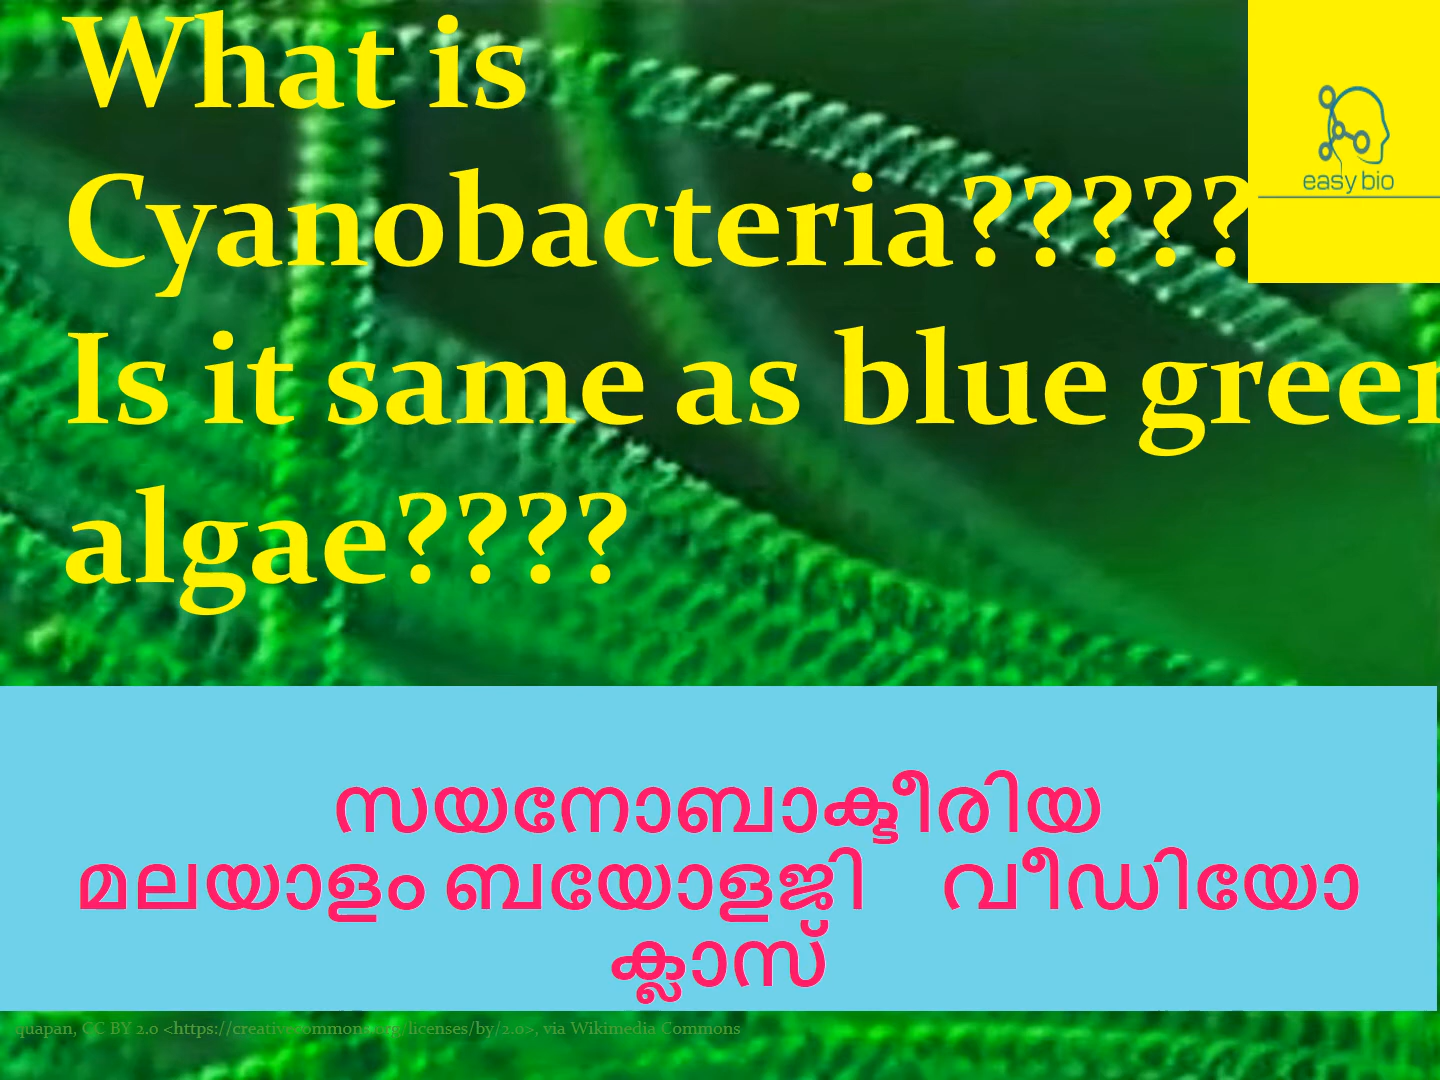 What is
Cyanobacteria?????
Is it same as blue green
algae????
easy bio
സയനോബാക്ടീരിയ
മലയാളം ബയോളജി വീഡിയോ
ക്ലാസ്
quapan, CC BY 2.0 <https://creativecommons.org/licenses/by/2.0>, via Wikimedia Commons